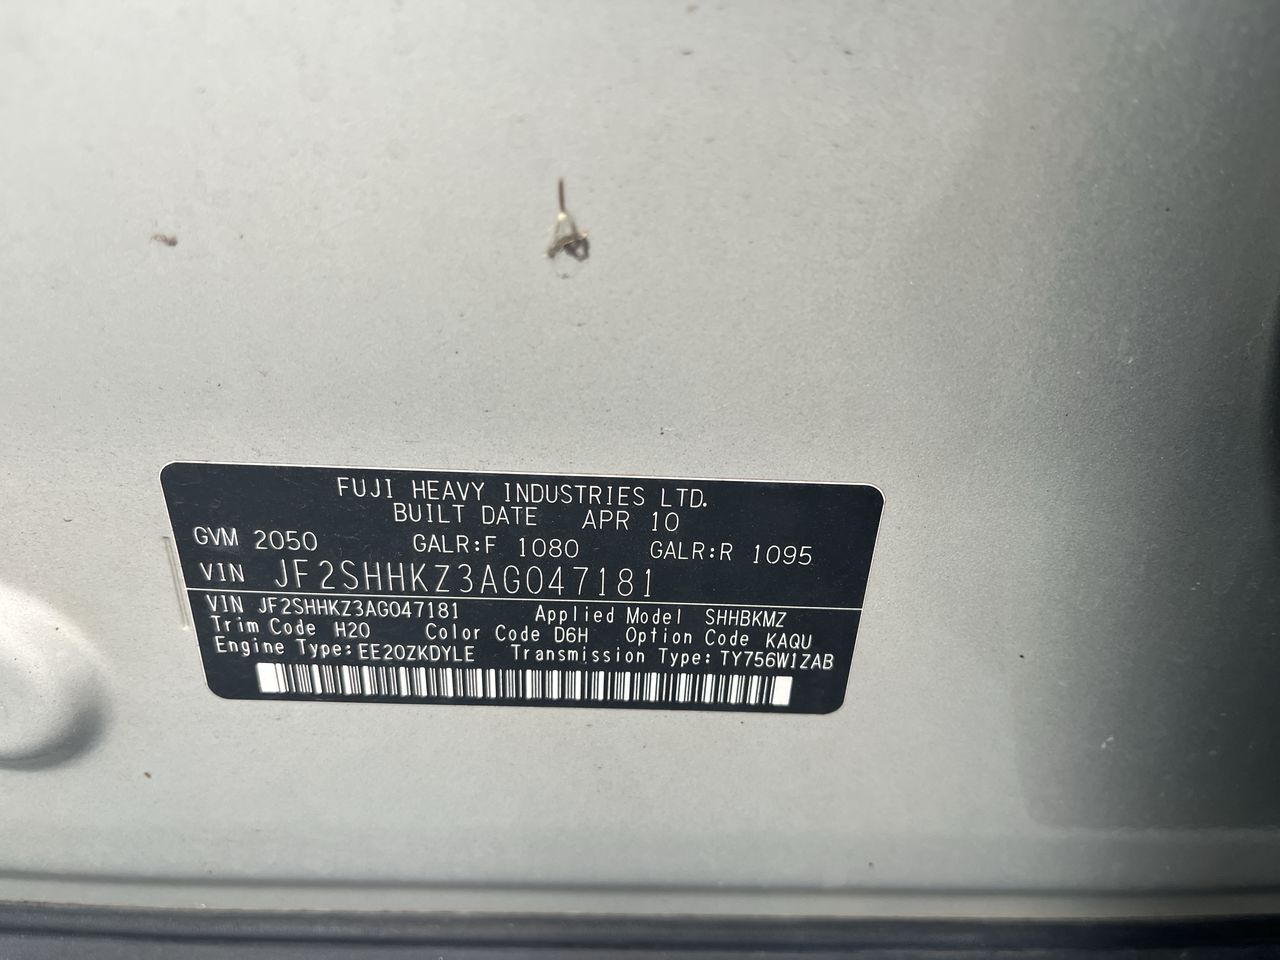 FUJI HEAVY INDUSTRIES LTD.
BUILT DATE APR 10
GVM 2050 GALR:F 1080 GALR:R 1095
VIN JF2SHHKZ3AG047181
VIN JF2SHHKZ3AG047181 Applied Model SHHBKMZ
Trim Code H20 Color Code D6H Option Code KAQU
Engine Type:EE20ZKDYLE Transmission Type:TY756W1ZAB